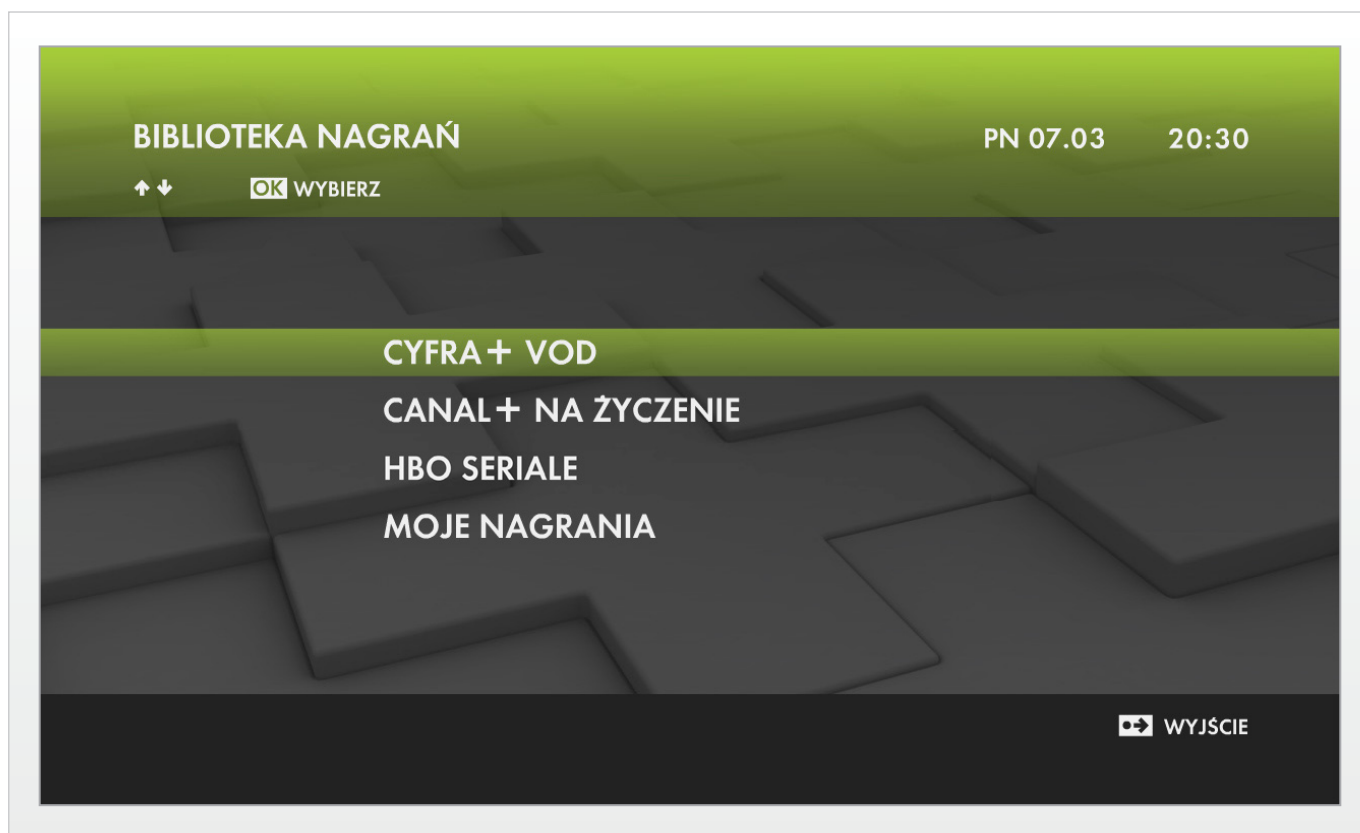 BIBLIOTEKA NAGRAŃ PN 07.03 20:30
OK WYBIERZ
CYFRA+ VOD
CANAL+ NA ŻYCZENIE
HBO SERIALE
MOJE NAGRANIA
WYJŚCIE